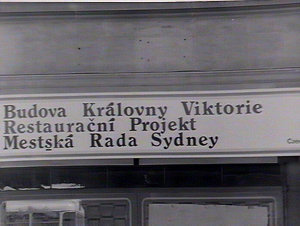 Budova Královny Viktorie
Restaurační Projekt
Mestská Rada Sydney